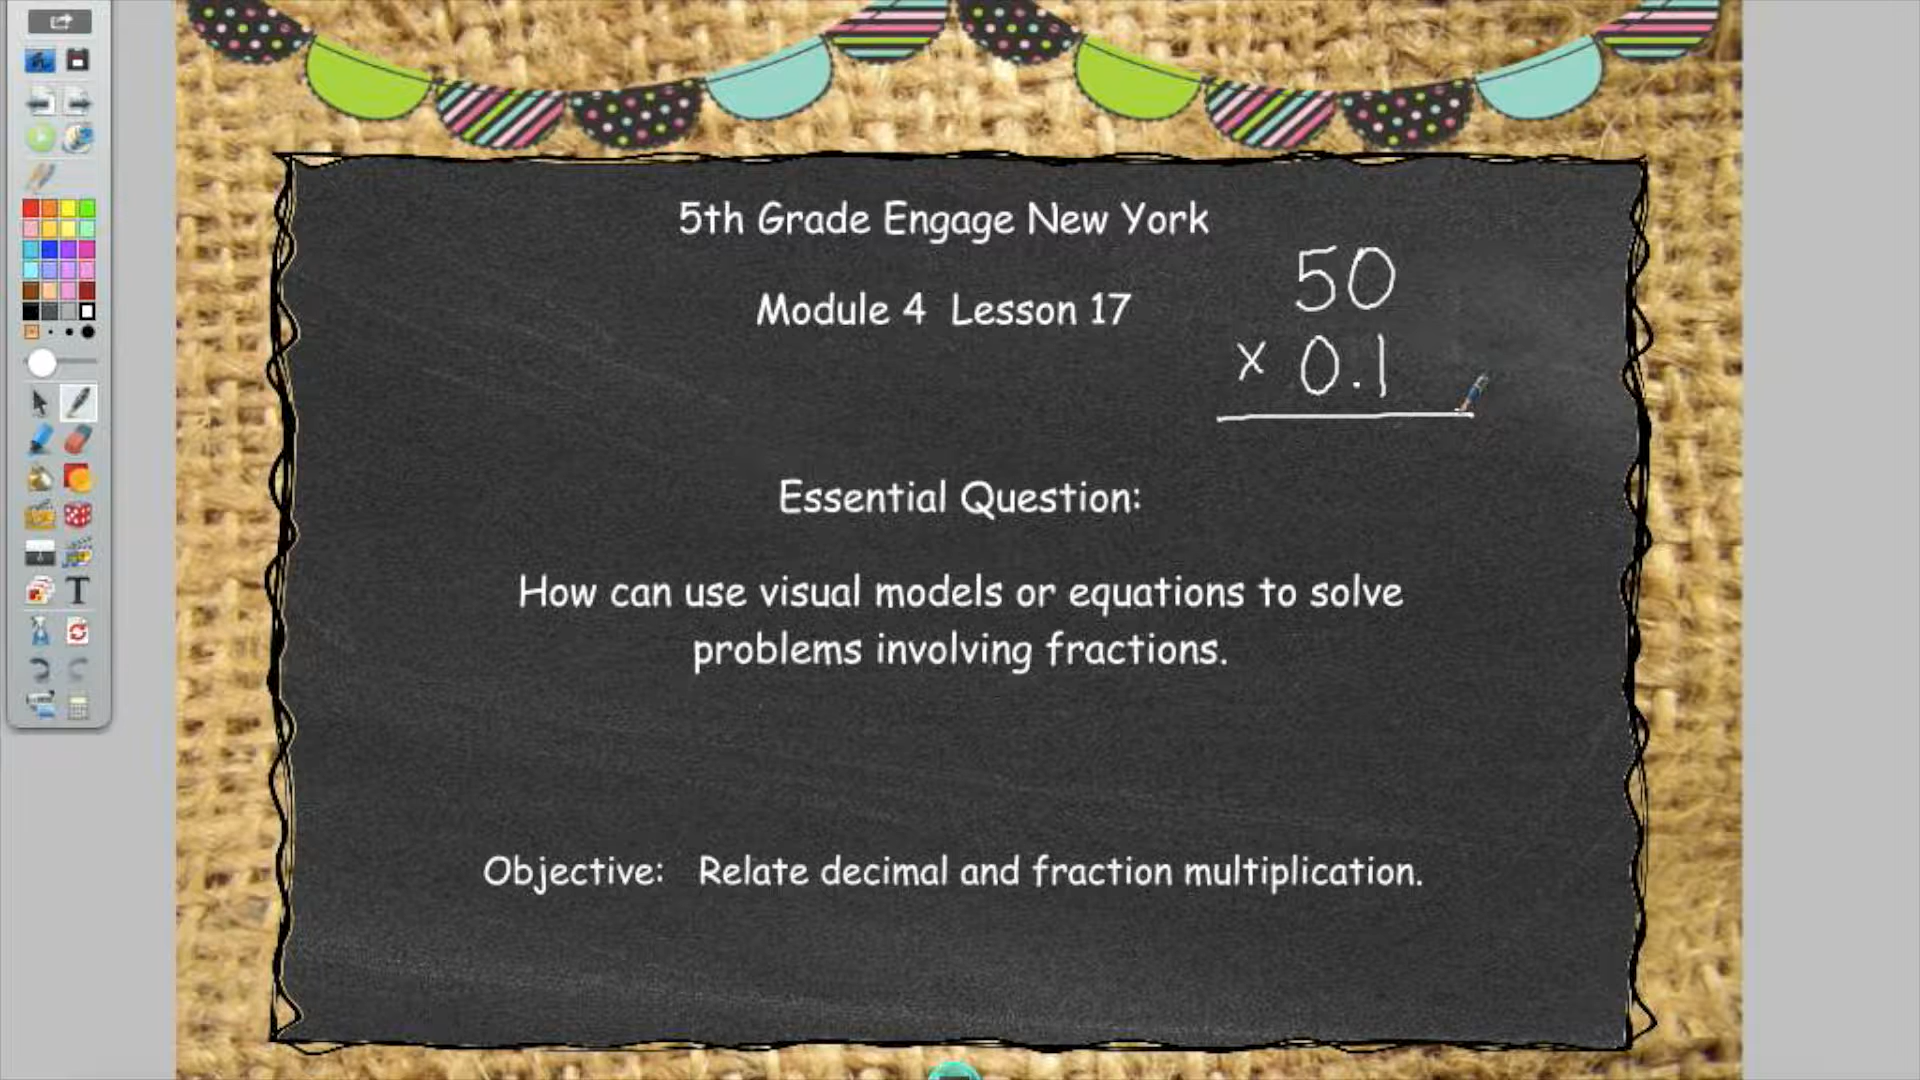 5th Grade Engage New York
50
Module 4 Lesson 17
x 0.1
Essential Question:
How can use visual models or equations to solve
problems involving fractions.
Objective: Relate decimal and fraction multiplication.
T